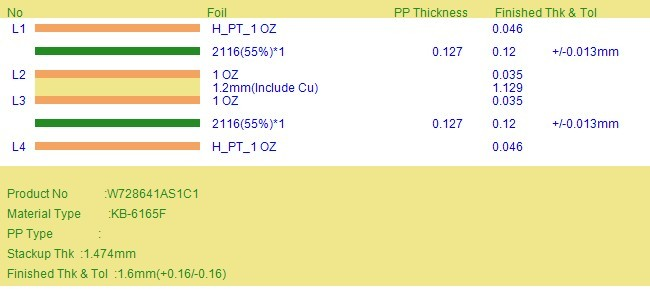 No Foil PP Thickness Finished Thk & Tol
L1 H_PT_1 OZ 0.046
2116(55%)*1 0.127 0.12 +/-0.013mm
L2 1 OZ 0.035
1.2mm(Include Cu) 1.129
L3 1 OZ 0.035
2116(55%)*1 0.127 0.12 +/-0.013mm
L4 H_PT_1 OZ 0.046
Product No :W728641AS1C1
Material Type :KB-6165F
PP Type :
Stackup Thk :1.474mm
Finished Thk & Tol :1.6mm(+0.16/-0.16)